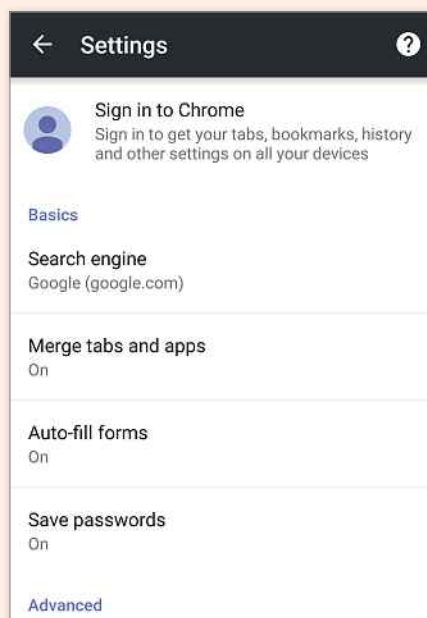 Settings
Sign in to Chrome
Sign in to get your tabs, bookmarks, history
and other settings on all your devices
Basics
Search engine
Google (google.com)
Merge tabs and apps
On
Auto-fill forms
On
Save passwords
On
Advanced